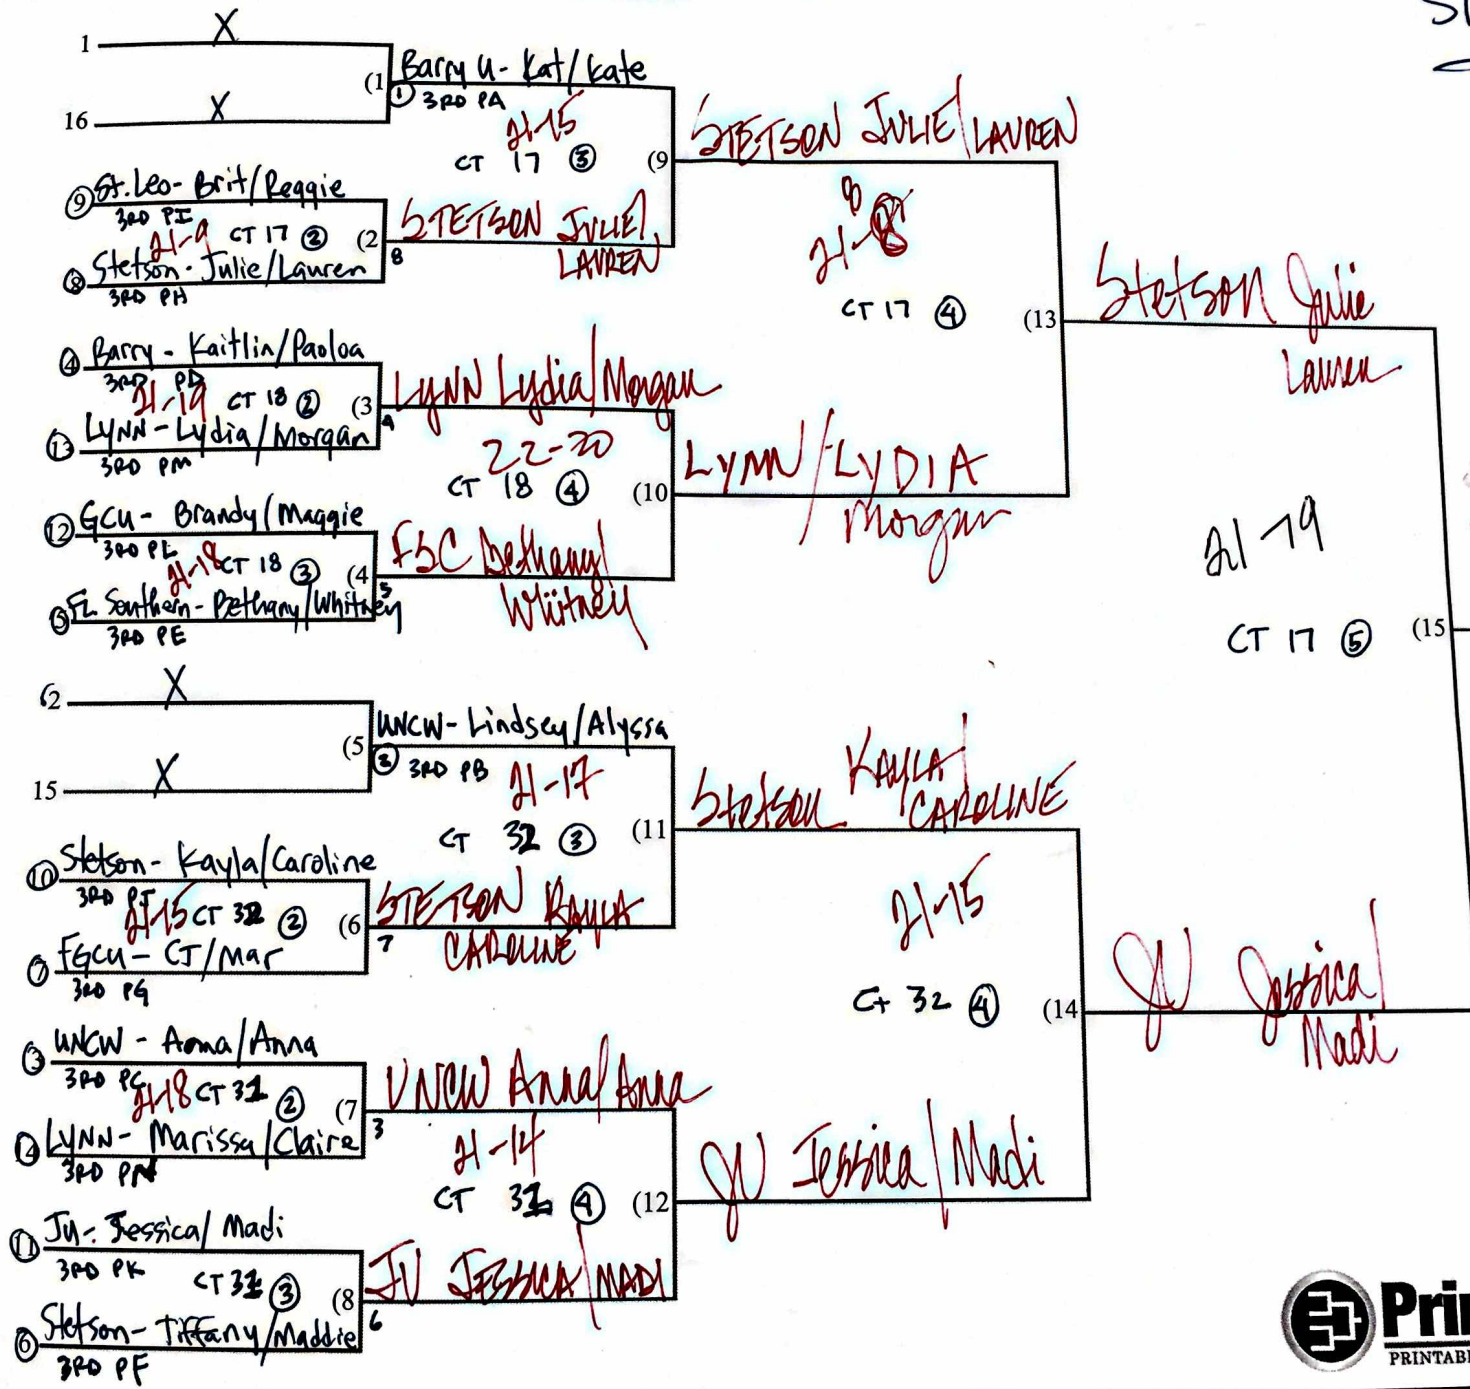 1 X
(1 Barry U- Kat/Kate
① 3RD PA
16 X
21-15
CT 17 ③ (9
STETSON JULIE/LAUREN
⑨ St. Leo- Brit/Reggie
3RD PI
21-9 CT 17 ② (2
STETSON JULIE/
LAUREN
8
⑧ Stetson- Julie/Lauren
3RD PH
8
21-
CT 17 ④ (13
Stetson Julie
Lauren
④ Barry - Kaitlin/Paoloa
3RD PD
21-19 CT 18 ② (3
LYNN Lydia/Morgan
4
⑬ LYNN-Lydia/Morgan
3RD PM
22-20
CT 18 ④ (10
LYNN/LYDIA
Morgan
⑫ GCU- Brandy/Maggie
3RD PL
21-18 CT 18 ③ (4
FSC Bethany/
Whitney
5
⑤ FL Southern-Bethany/Whitney
3RD PE
21-19
CT 17 ⑤ (15
2 X
(5 UNCW-Lindsey/Alyssa
② 3RD PB
15 X
21-17
CT 32 ③ (11
Stetson KAYLA/
CAROLINE
⑩ Stetson- Kayla/Caroline
3RD PJ
21-15 CT 32 ② (6
STETSON KAYLA
CAROLINE
7
⑦ FGCU- CJ/Mar
3RD PG
21-15
Ct 32 ④ (14
JU Jessica/
Madi
③ UNCW - Anna/Anna
3RD PC
21-18 CT 31 ② (7
UNCW Anna/Anna
3
⑭ LYNN- Marissa/Claire
3RD PN
21-14
CT 31 ④ (12
JU Jessica/Madi
⑪ JU- Jessica/Madi
3RD PK
CT 31 ③ (8
JU JESSICA/MADI
6
⑥ Stetson- Tiffany/Maddie
3RD PF
Prin
PRINTABL